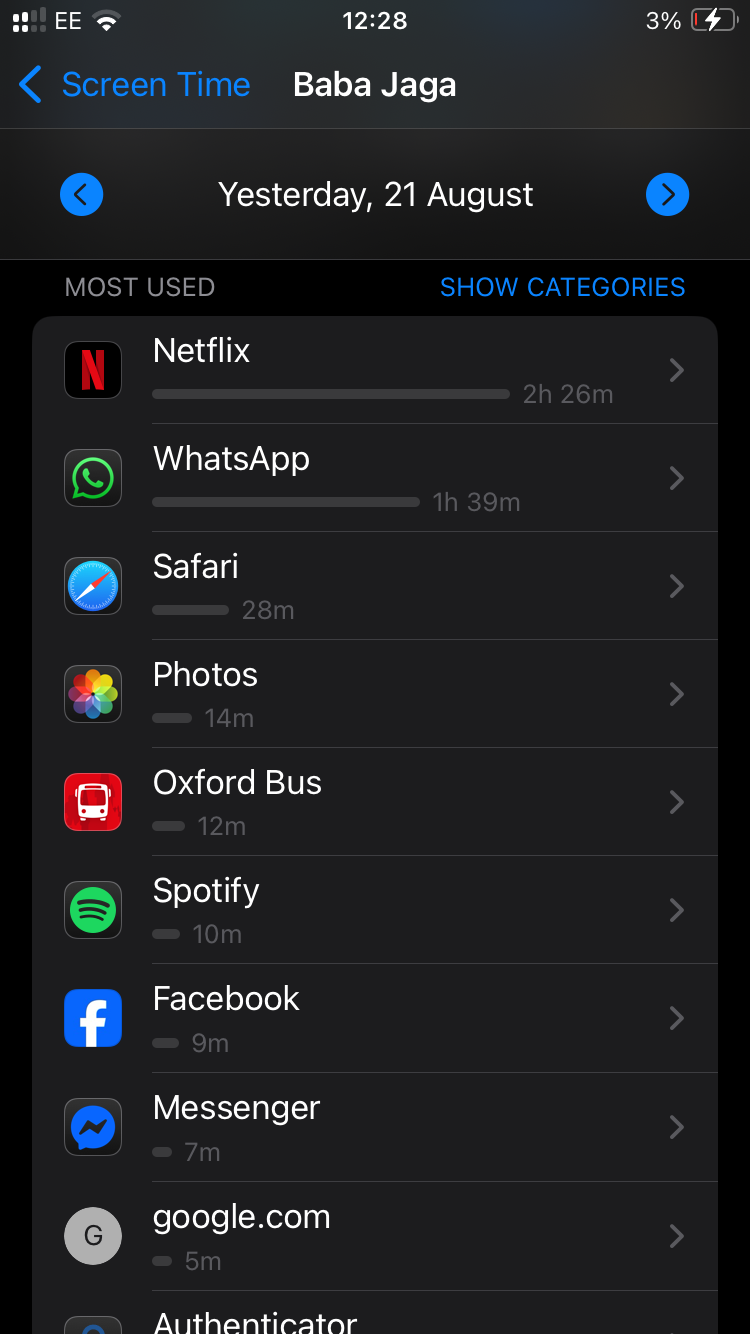 EE 12:28 3%
Screen Time Baba Jaga
Yesterday, 21 August
MOST USED SHOW CATEGORIES
Netflix
2h 26m
WhatsApp
1h 39m
Safari
28m
Photos
14m
Oxford Bus
12m
Spotify
10m
Facebook
9m
Messenger
7m
G
google.com
5m
Authenticator